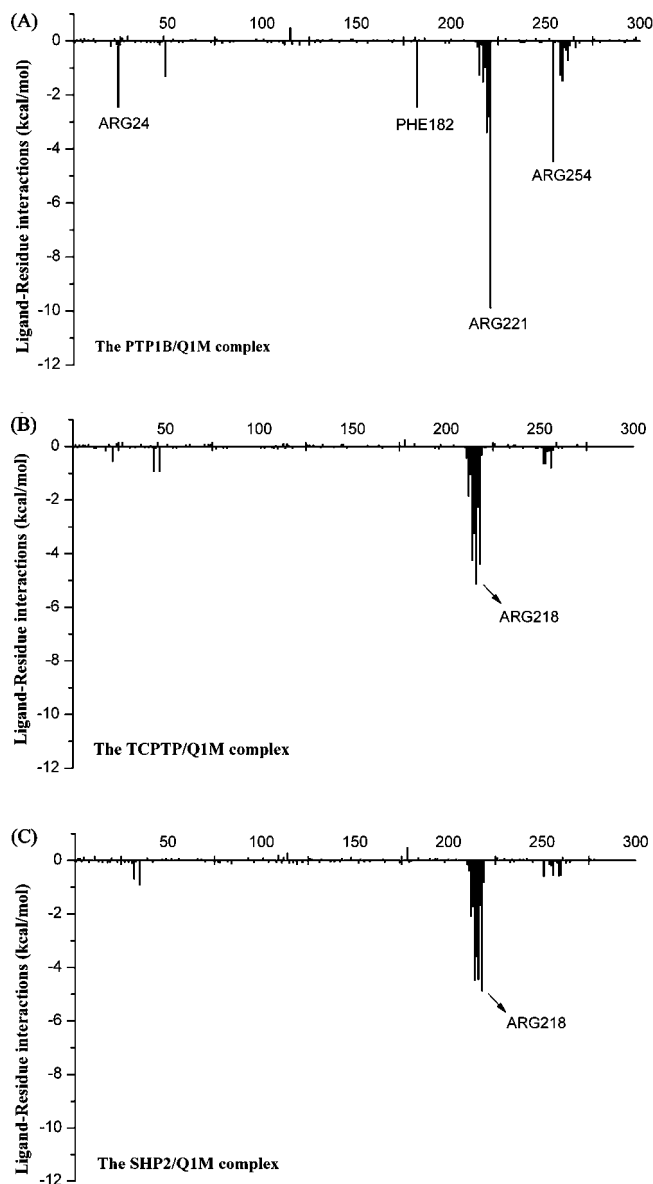 (A)
50 100 150 200 250 300
0
-2
-4
-6
-8
-10
-12
Ligand-Residue interactions (kcal/mol)
ARG24
PHE182
ARG254
ARG221
The PTP1B/Q1M complex
(B)
50 100 150 200 250 300
0
-2
-4
-6
-8
-10
-12
Ligand-Residue interactions (kcal/mol)
ARG218
The TCPTP/Q1M complex
(C)
50 100 150 200 250 300
0
-2
-4
-6
-8
-10
-12
Ligand-Residue interactions (kcal/mol)
ARG218
The SHP2/Q1M complex